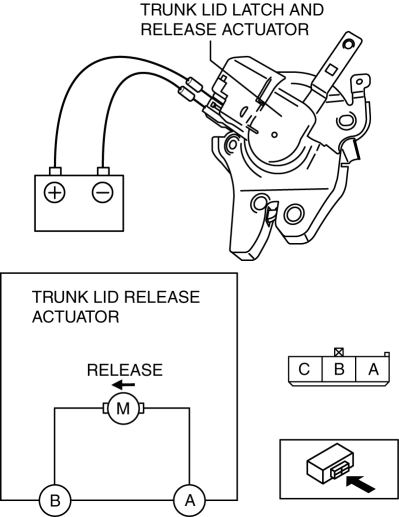 TRUNK LID LATCH AND
RELEASE ACTUATOR
+ −
TRUNK LID RELEASE
ACTUATOR
RELEASE
M
C B A
B A